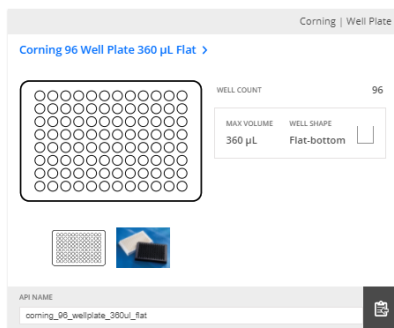 Corning | Well Plate
Corning 96 Well Plate 360 µL Flat >
WELL COUNT 96
MAX VOLUME WELL SHAPE
360 µL Flat-bottom
API NAME
corning_96_wellplate_360ul_flat